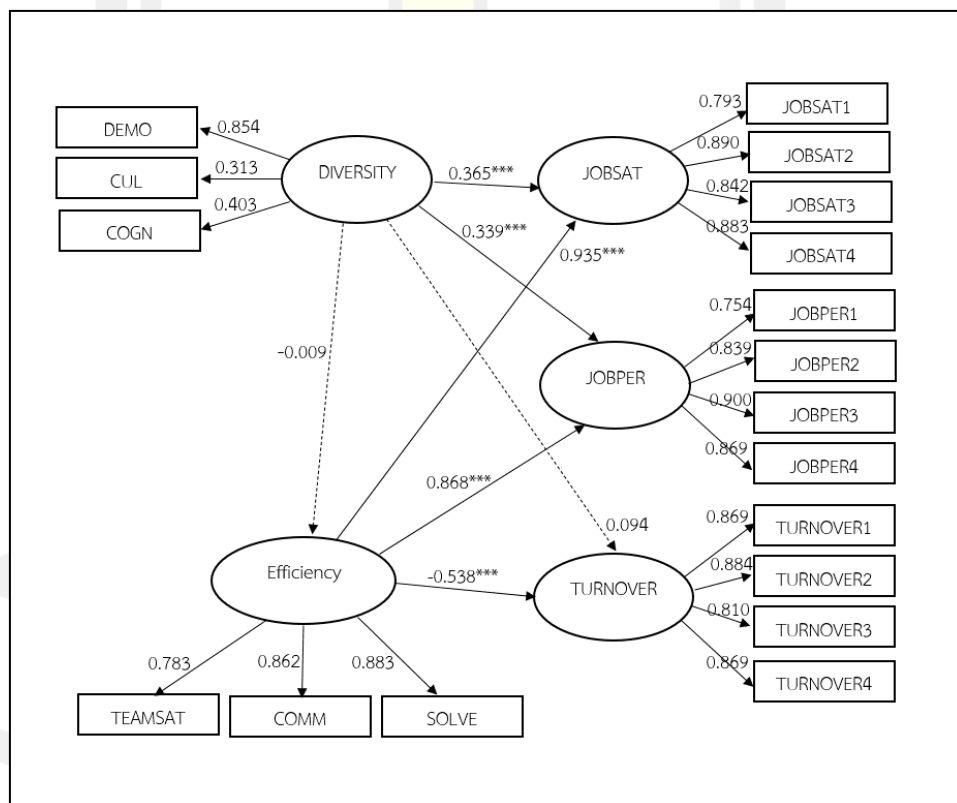 DEMO
CUL
COGN
0.854
0.313
0.403
DIVERSITY
0.365***
0.339***
0.935***
-0.009
0.094
JOBSAT
0.793
0.890
0.842
0.883
JOBSAT1
JOBSAT2
JOBSAT3
JOBSAT4
JOBPER
0.754
0.839
0.900
0.869
JOBPER1
JOBPER2
JOBPER3
JOBPER4
Efficiency
0.868***
-0.538***
TURNOVER
0.869
0.884
0.810
0.869
TURNOVER1
TURNOVER2
TURNOVER3
TURNOVER4
0.783
0.862
0.883
TEAMSAT
COMM
SOLVE